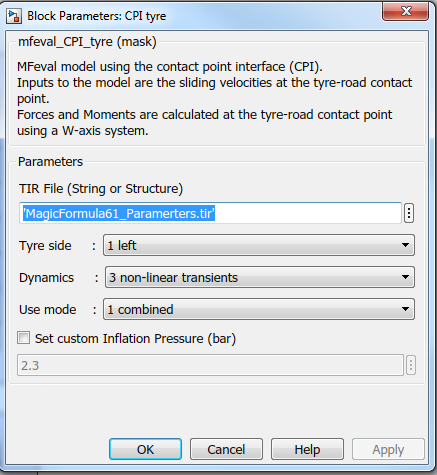 Block Parameters: CPI tyre
mfeval_CPI_tyre (mask)
MFeval model using the contact point interface (CPI).
Inputs to the model are the sliding velocities at the tyre-road contact
point.
Forces and Moments are calculated at the tyre-road contact point
using a W-axis system.
Parameters
TIR File (String or Structure)
'MagicFormula61_Paramerters.tir'
Tyre side : 1 left
Dynamics : 3 non-linear transients
Use mode : 1 combined
Set custom Inflation Pressure (bar)
2.3
OK Cancel Help Apply